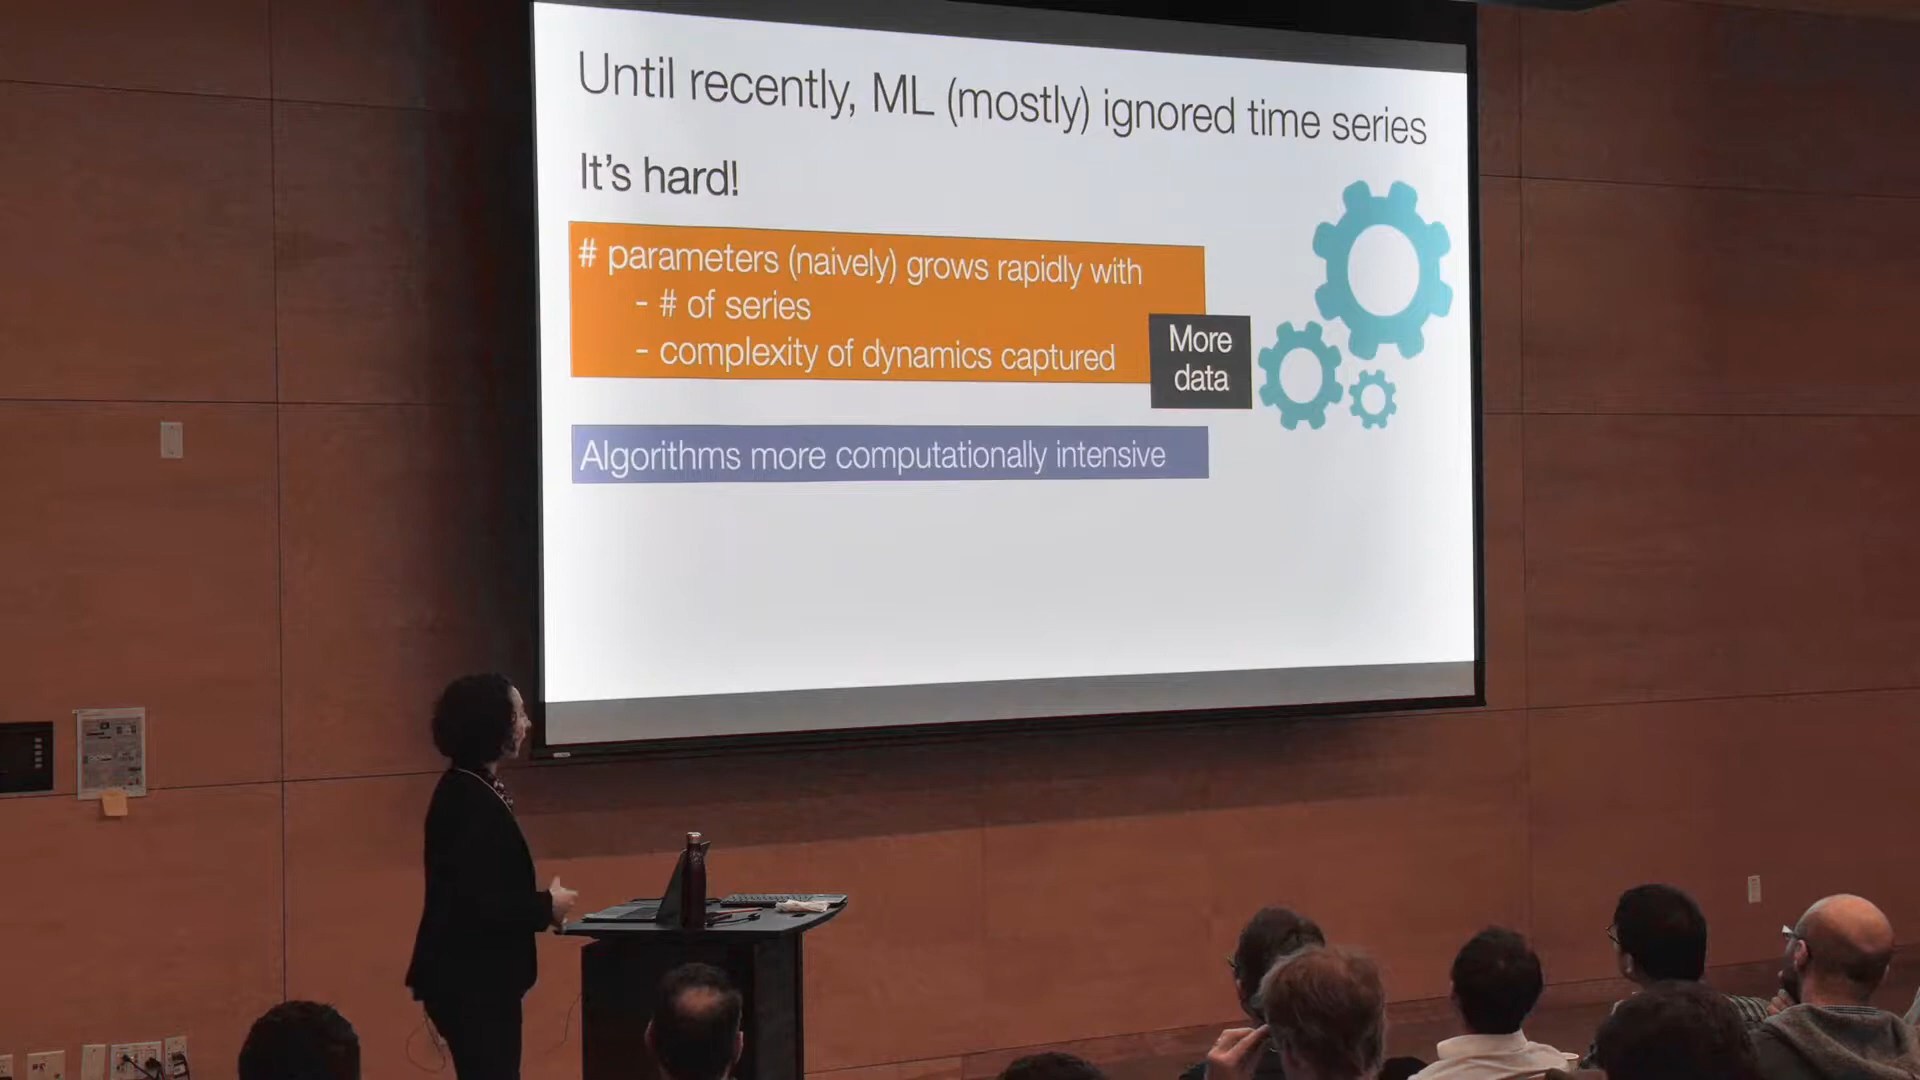 Until recently, ML (mostly) ignored time series
It's hard!
# parameters (naively) grows rapidly with
- # of series
- complexity of dynamics captured
More
data
Algorithms more computationally intensive